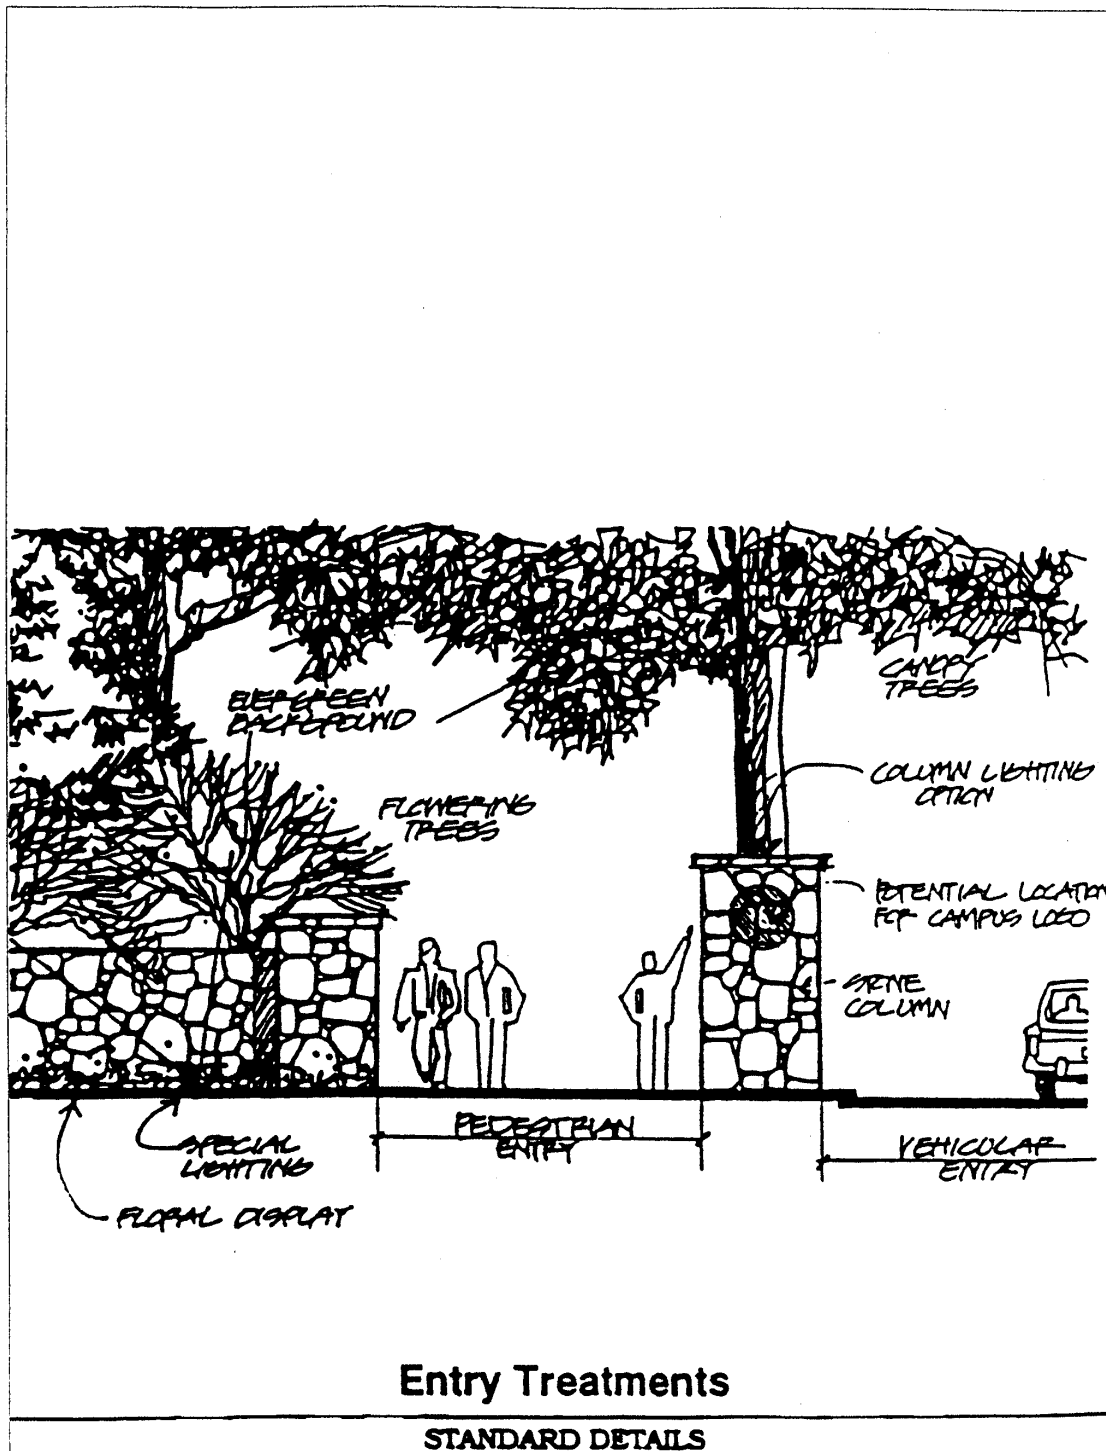 CANOPY
TREES
EVERGREEN
BACKGROUND
COLUMN LIGHTING
OPTION
FLOWERING
TREES
POTENTIAL LOCATION
FOR CAMPUS LOGO
STONE
COLUMN
PEDESTRIAN
ENTRY
VEHICULAR
ENTRY
SPECIAL
LIGHTING
FLORAL DISPLAY
Entry Treatments
STANDARD DETAILS